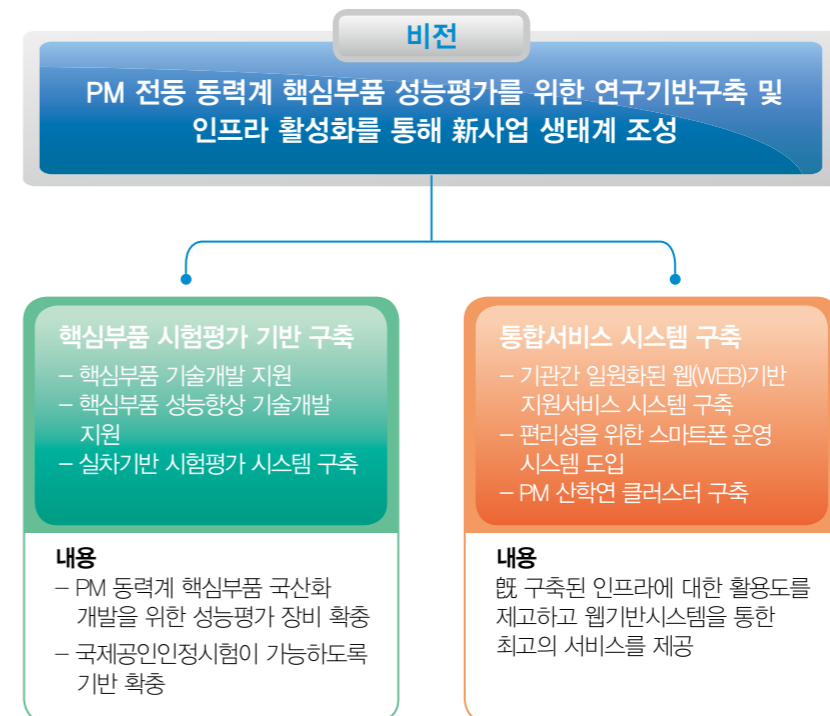 비전
PM 전동 동력계 핵심부품 성능평가를 위한 연구기반구축 및
인프라 활성화를 통해 新사업 생태계 조성
핵심부품 시험평가 기반 구축
– 핵심부품 기술개발 지원
– 핵심부품 성능향상 기술개발
지원
– 실차기반 시험평가 시스템 구축
내용
– PM 동력계 핵심부품 국산화
개발을 위한 성능평가 장비 확충
– 국제공인인정시험이 가능하도록
기반 확충
통합서비스 시스템 구축
– 기관간 일원화된 웹(WEB)기반
지원서비스 시스템 구축
– 편리성을 위한 스마트폰 운영
시스템 도입
– PM 산학연 클러스터 구축
내용
旣 구축된 인프라에 대한 활용도를
제고하고 웹기반시스템을 통한
최고의 서비스를 제공